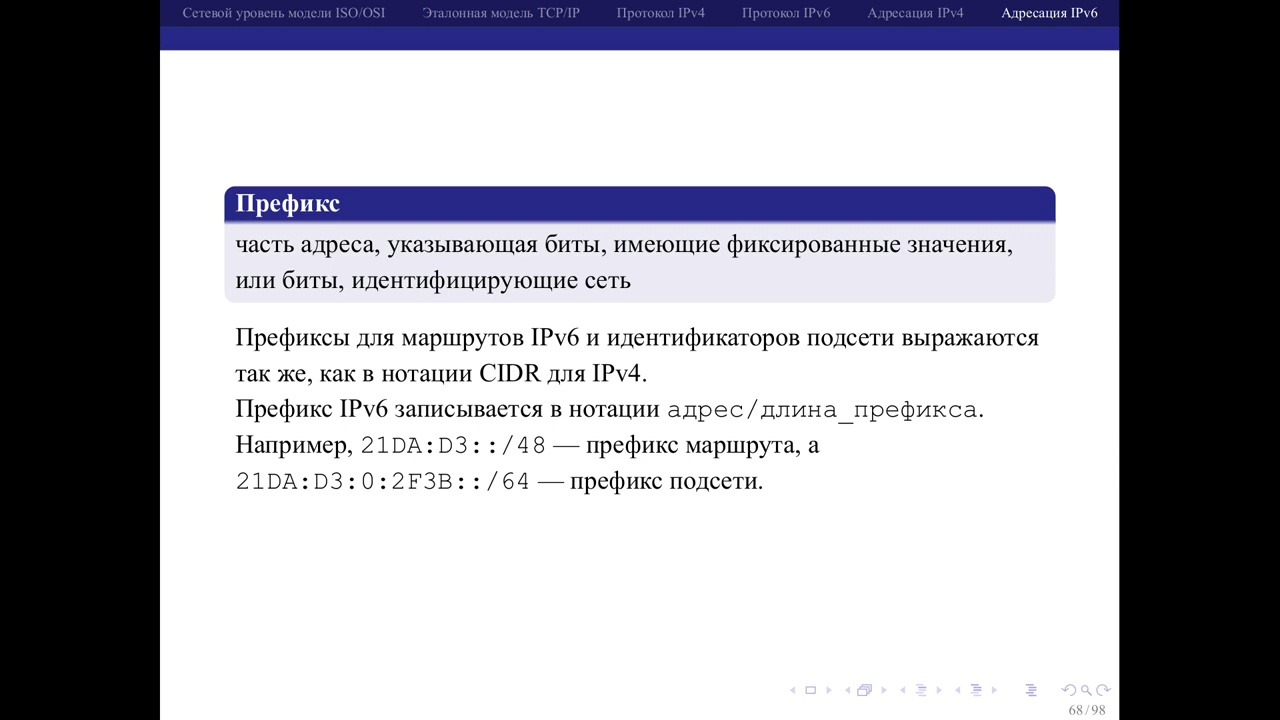 Сетевой уровень модели ISO/OSI Эталонная модель TCP/IP Протокол IPv4 Протокол IPv6 Адресация IPv4 Адресация IPv6
Префикс
часть адреса, указывающая биты, имеющие фиксированные значения,
или биты, идентифицирующие сеть
Префиксы для маршрутов IPv6 и идентификаторов подсети выражаются
так же, как в нотации CIDR для IPv4.
Префикс IPv6 записывается в нотации адрес/длина_префикса.
Например, 21DA:D3::/48 — префикс маршрута, а
21DA:D3:0:2F3B::/64 — префикс подсети.
68 / 98